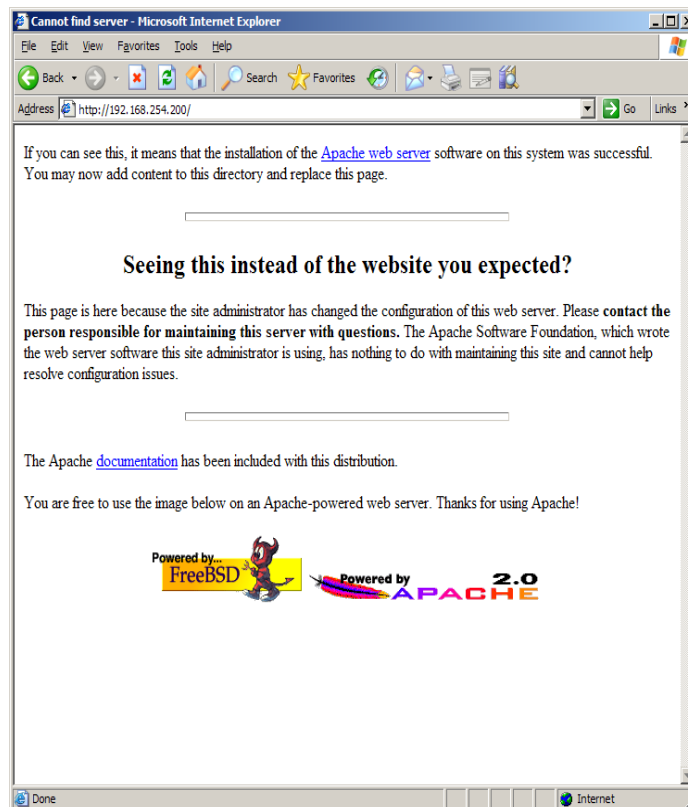 Cannot find server - Microsoft Internet Explorer
File Edit View Favorites Tools Help
Back Search Favorites
Address http://192.168.254.200/ Go Links
If you can see this, it means that the installation of the Apache web server software on this system was successful.
You may now add content to this directory and replace this page.
Seeing this instead of the website you expected?
This page is here because the site administrator has changed the configuration of this web server. Please contact the
person responsible for maintaining this server with questions. The Apache Software Foundation, which wrote
the web server software this site administrator is using, has nothing to do with maintaining this site and cannot help
resolve configuration issues.
The Apache documentation has been included with this distribution.
You are free to use the image below on an Apache-powered web server. Thanks for using Apache!
Powered by...
FreeBSD
Powered by 2.0
APACHE
Done Internet